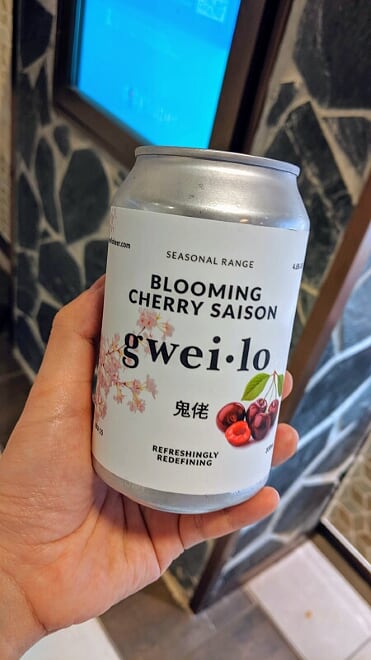 SEASONAL RANGE
BLOOMING
CHERRY SAISON
gwei·lo
鬼佬
REFRESHINGLY
REDEFINING